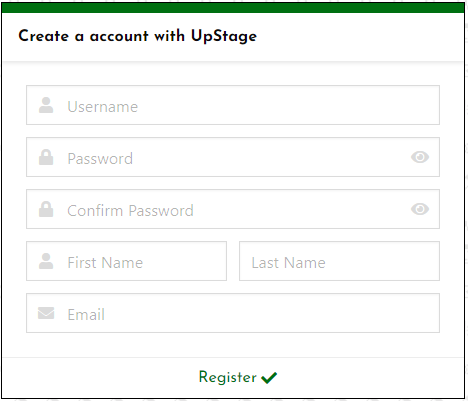 Create a account with UpStage
Username
Password
Confirm Password
First Name
Last Name
Email
Register